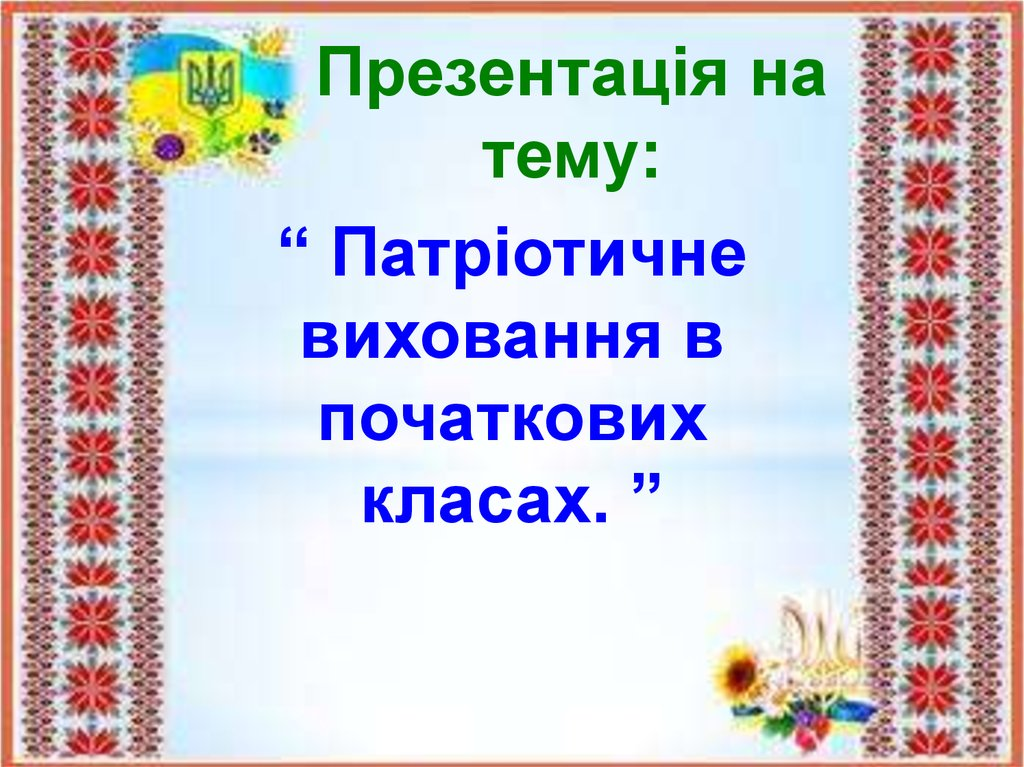 Презентація на
тему:
“ Патріотичне
виховання в
початкових
класах. ”